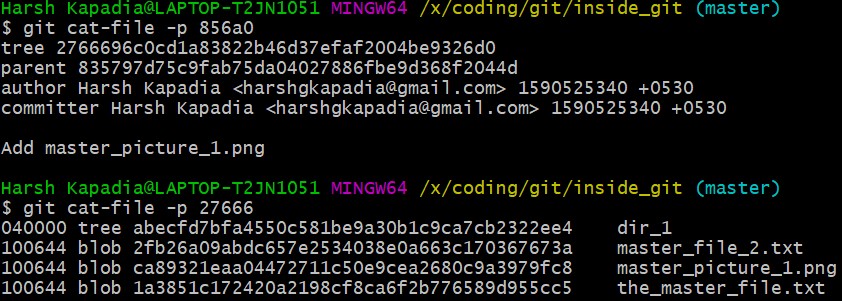 Harsh Kapadia@LAPTOP-T2JN1051 MINGW64 /x/coding/git/inside_git (master)
$ git cat-file -p 856a0
tree 2766696c0cd1a83822b46d37efaf2004be9326d0
parent 835797d75c9fab75da04027886fbe9d368f2044d
author Harsh Kapadia <harshgkapadia@gmail.com> 1590525340 +0530
committer Harsh Kapadia <harshgkapadia@gmail.com> 1590525340 +0530
Add master_picture_1.png
Harsh Kapadia@LAPTOP-T2JN1051 MINGW64 /x/coding/git/inside_git (master)
$ git cat-file -p 27666
040000 tree abecfd7bfa4550c581be9a30b1c9ca7cb2322ee4 dir_1
100644 blob 2fb26a09abdc657e2534038e0a663c170367673a master_file_2.txt
100644 blob ca89321eaa04472711c50e9cea2680c9a3979fc8 master_picture_1.png
100644 blob 1a3851c172420a2198cf8ca6f2b776589d955cc5 the_master_file.txt